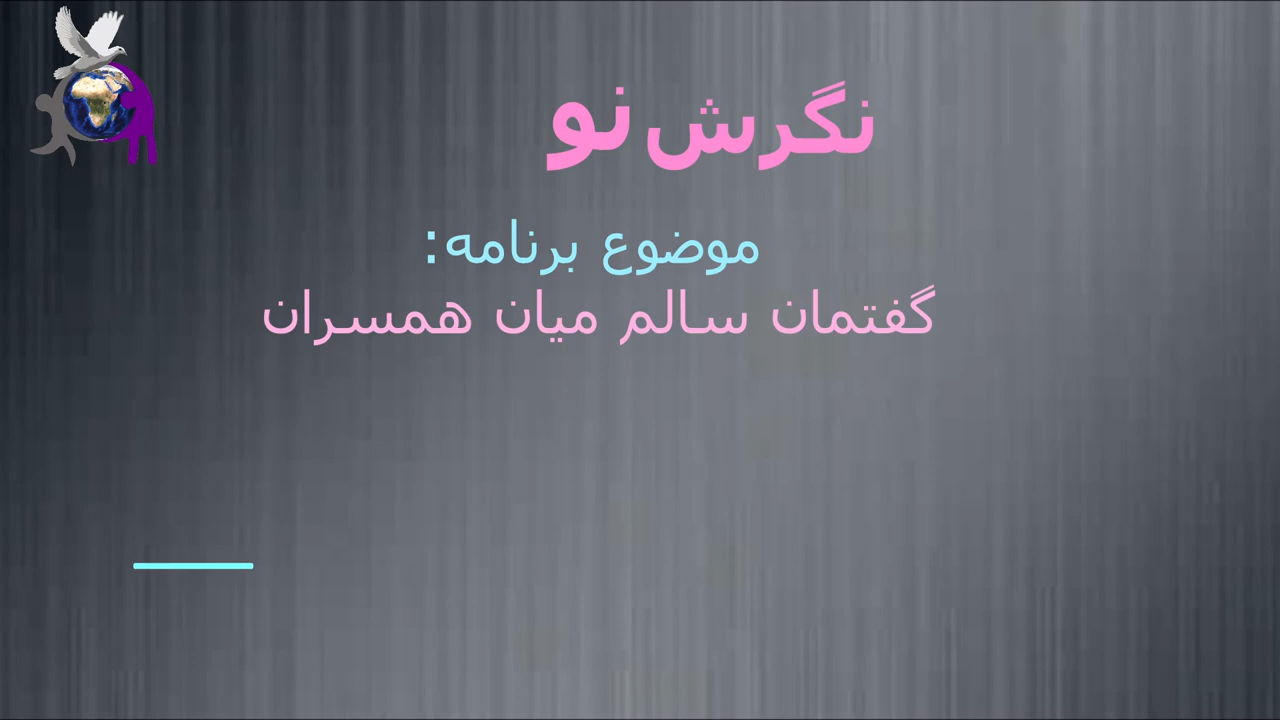 نگرش نو
موضوع برنامه:
گفتمان سالم میان همسران